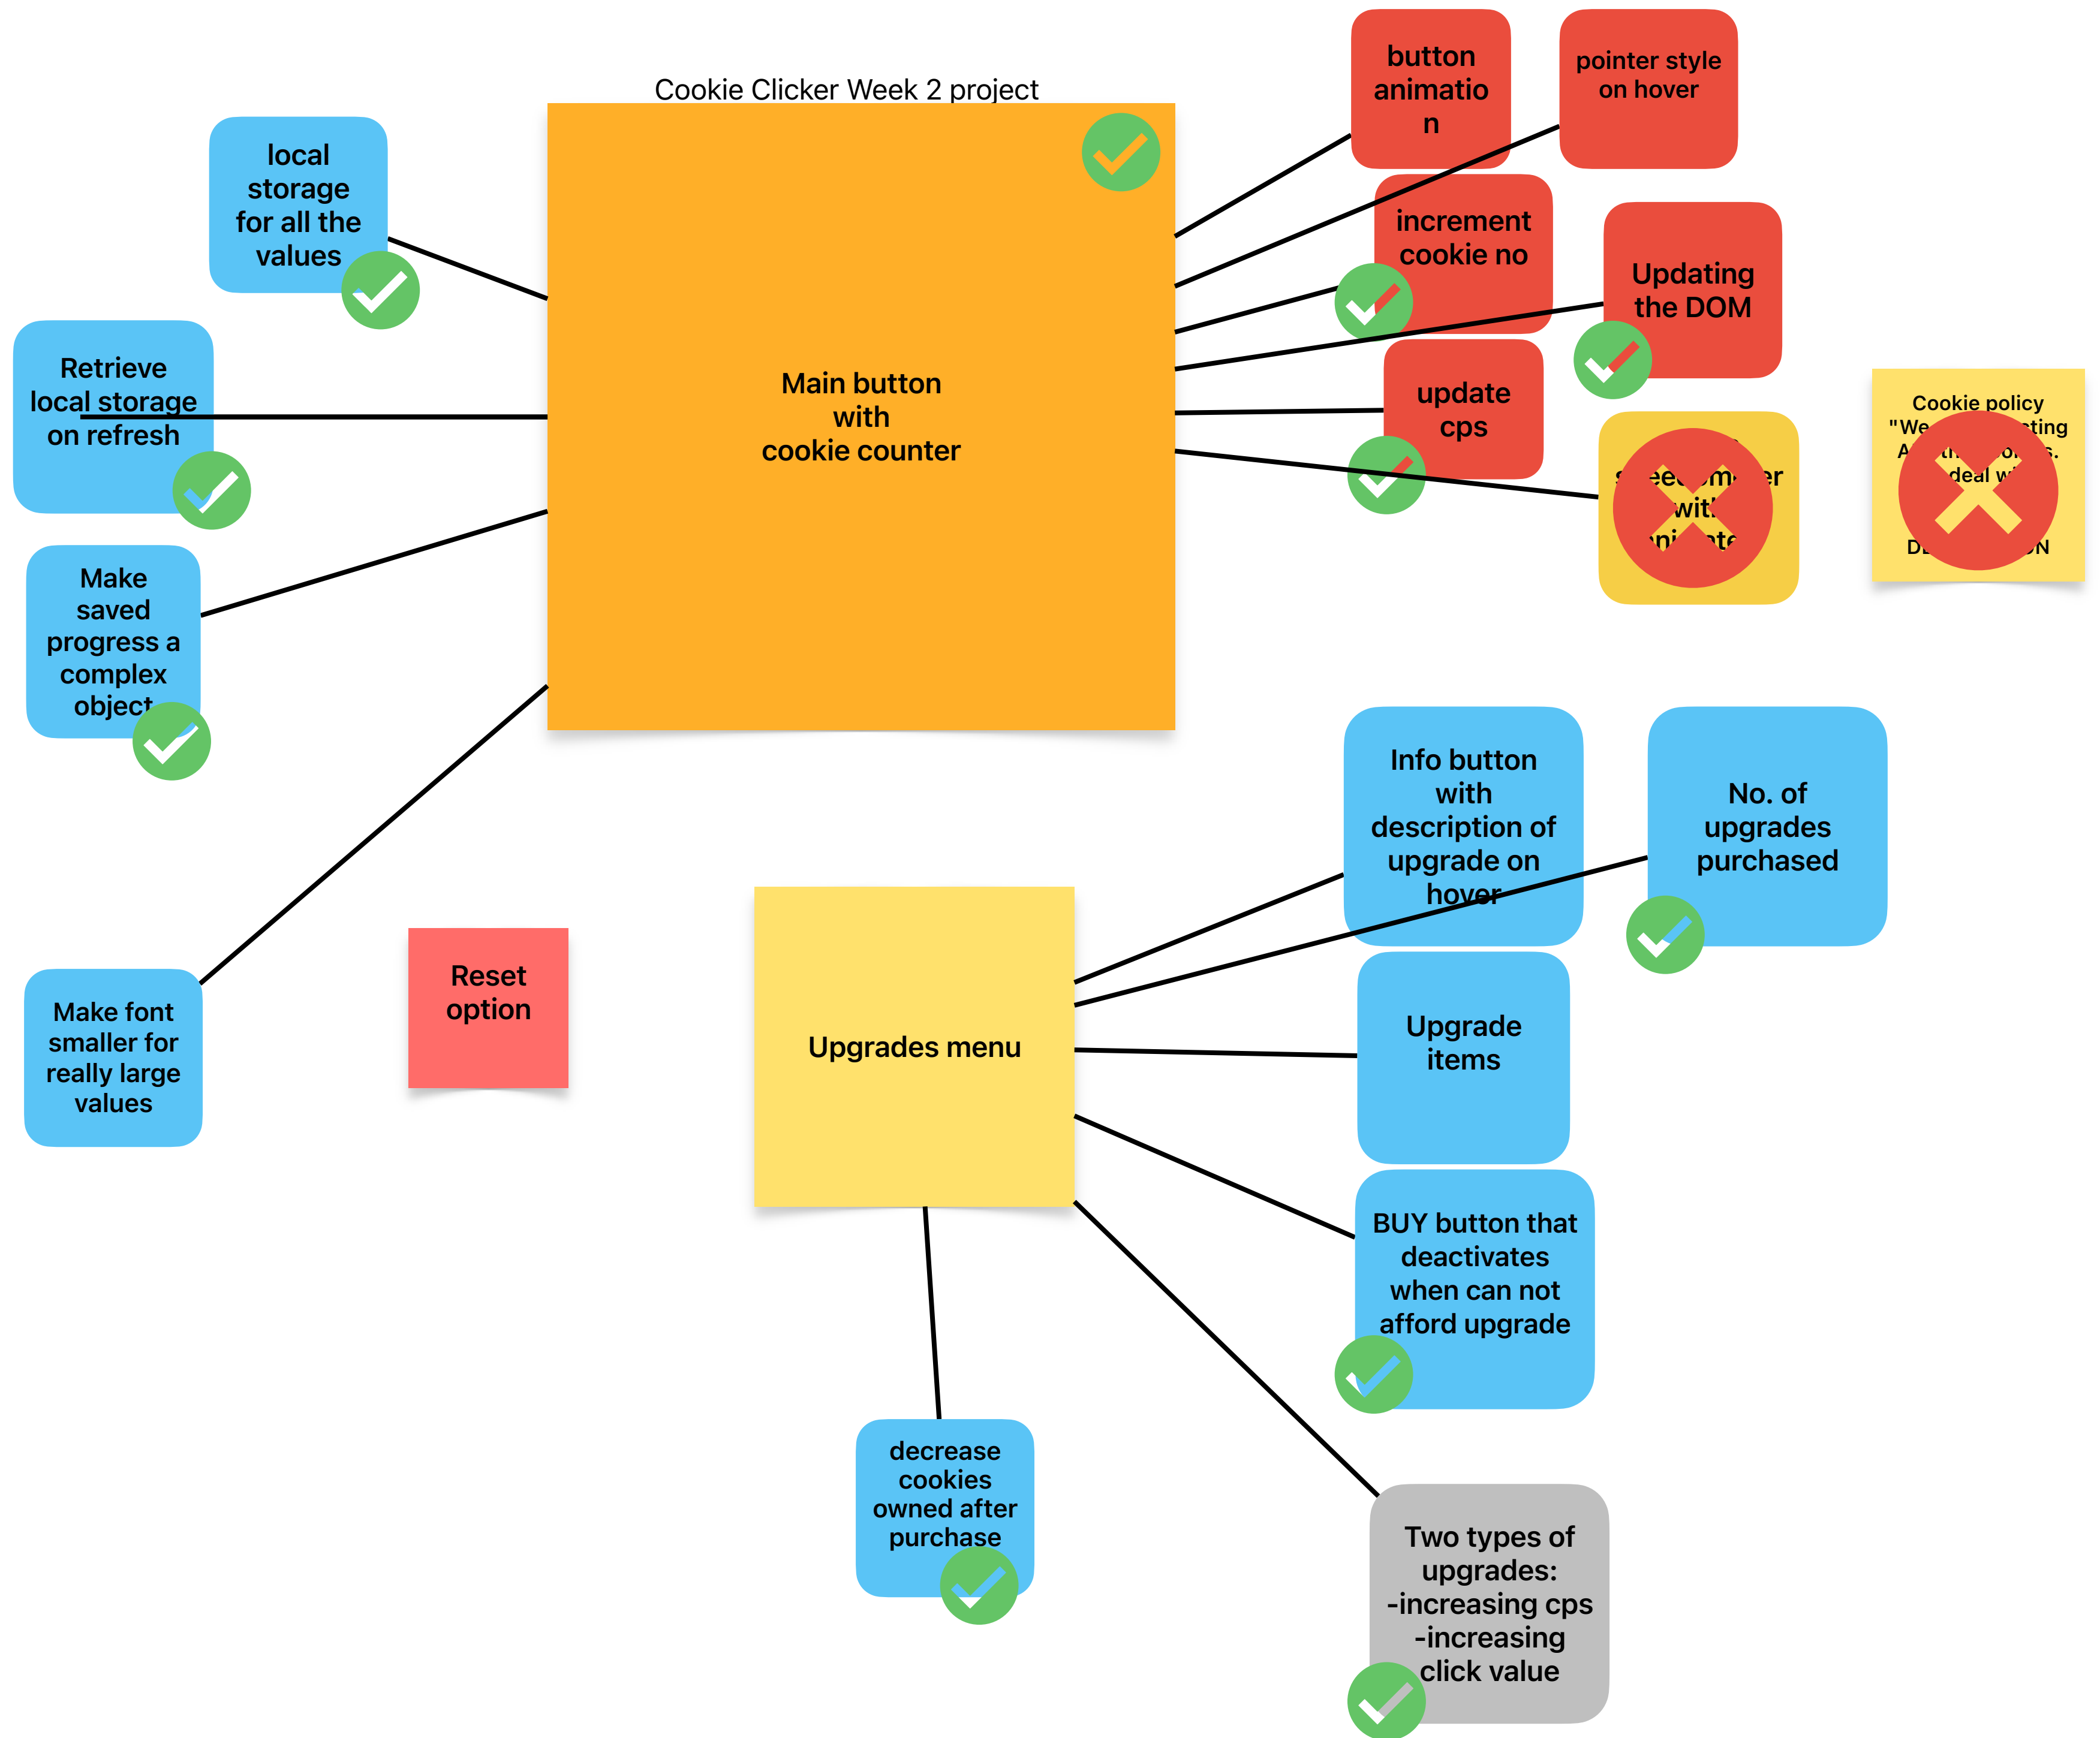 Cookie Clicker Week 2 project
button
animatio
n
pointer style
on hover
local
storage
for all the
values
increment
cookie no
Updating
the DOM
Retrieve
local storage
on refresh
Main button
with
cookie counter
update
cps
with
Cookie policy
"We
deal
Make
saved
progress a
complex
object
Info button
with
description of
upgrade on
hover
No. of
upgrades
purchased
Reset
option
Make font
smaller for
really large
values
Upgrades menu
Upgrade
items
BUY button that
deactivates
when can not
afford upgrade
decrease
cookies
owned after
purchase
Two types of
upgrades:
-increasing cps
-increasing
click value